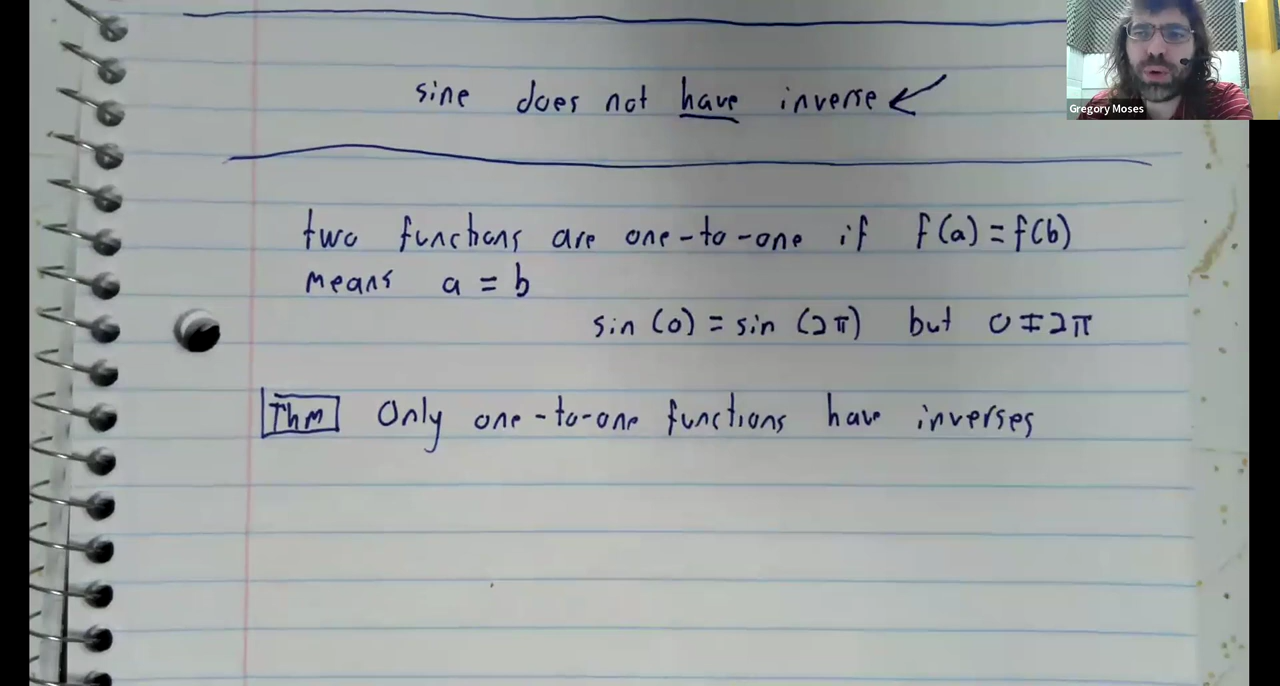 sine does not have inverse
Gregory Moses
two functions are one-to-one if f(a) = f(b)
means a = b
sin (0) = sin (2π) but 0 ≠ 2π
Thm Only one-to-one functions have inverses